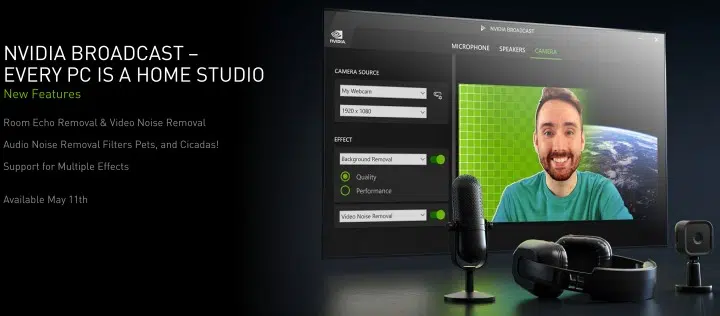 NVIDIA BROADCAST –
EVERY PC IS A HOME STUDIO
New Features
Room Echo Removal & Video Noise Removal
Audio Noise Removal Filters Pets, and Cicadas!
Support for Multiple Effects
Available May 11th
NVIDIA
NVIDIA BROADCAST
MICROPHONE SPEAKERS CAMERA
CAMERA SOURCE
My Webcam
1920 x 1080
EFFECT
Background Removal
Quality
Performance
Video Noise Removal